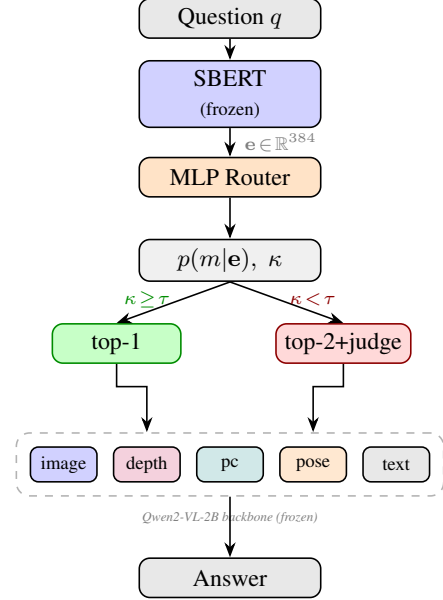 Question q
SBERT
(frozen)
e ∈ ℝ³⁸⁴
MLP Router
p(m|e), κ
κ ≥ τ κ < τ
top-1 top-2+judge
image depth pc pose text
Qwen2-VL-2B backbone (frozen)
Answer